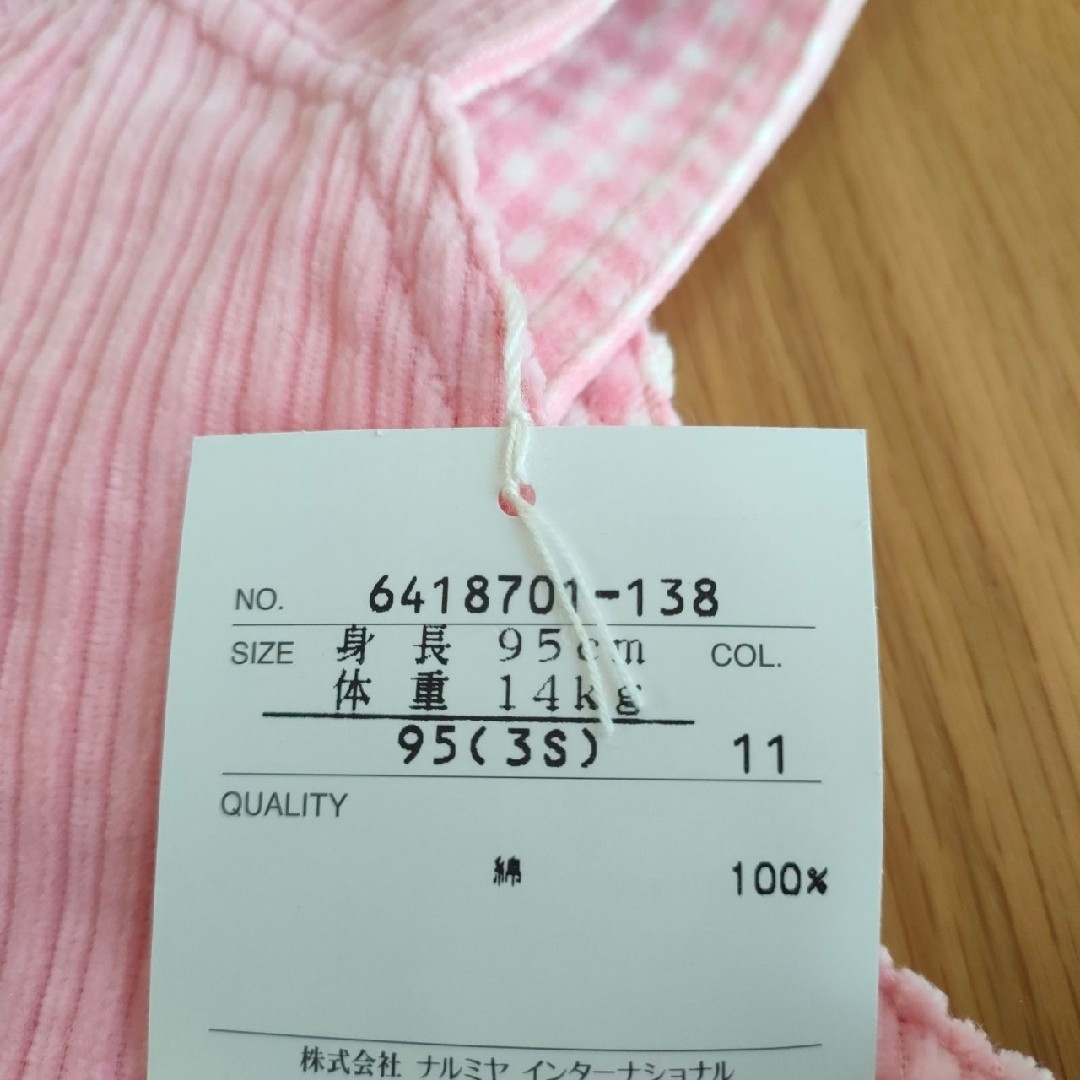 NO. 6418701-138
SIZE 身長 95cm COL.
体重 14kg
95(3S) 11
QUALITY
綿 100%
株式会社 ナルミヤ インターナショナル